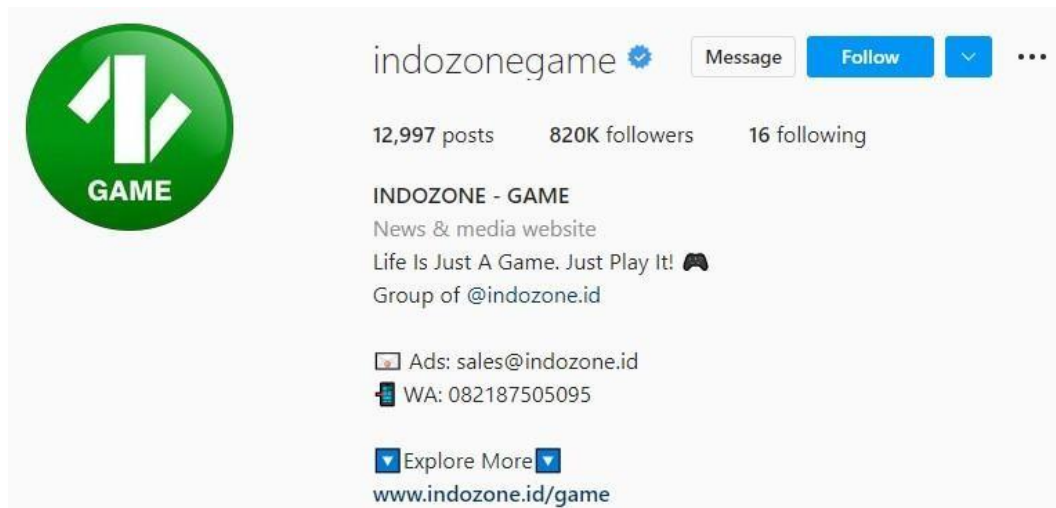 GAME
indozonegame Message Follow
12,997 posts 820K followers 16 following
INDOZONE - GAME
News & media website
Life Is Just A Game. Just Play It! 🎮
Group of @indozone.id
Ads: sales@indozone.id
📲 WA: 082187505095
🔽Explore More🔽
www.indozone.id/game